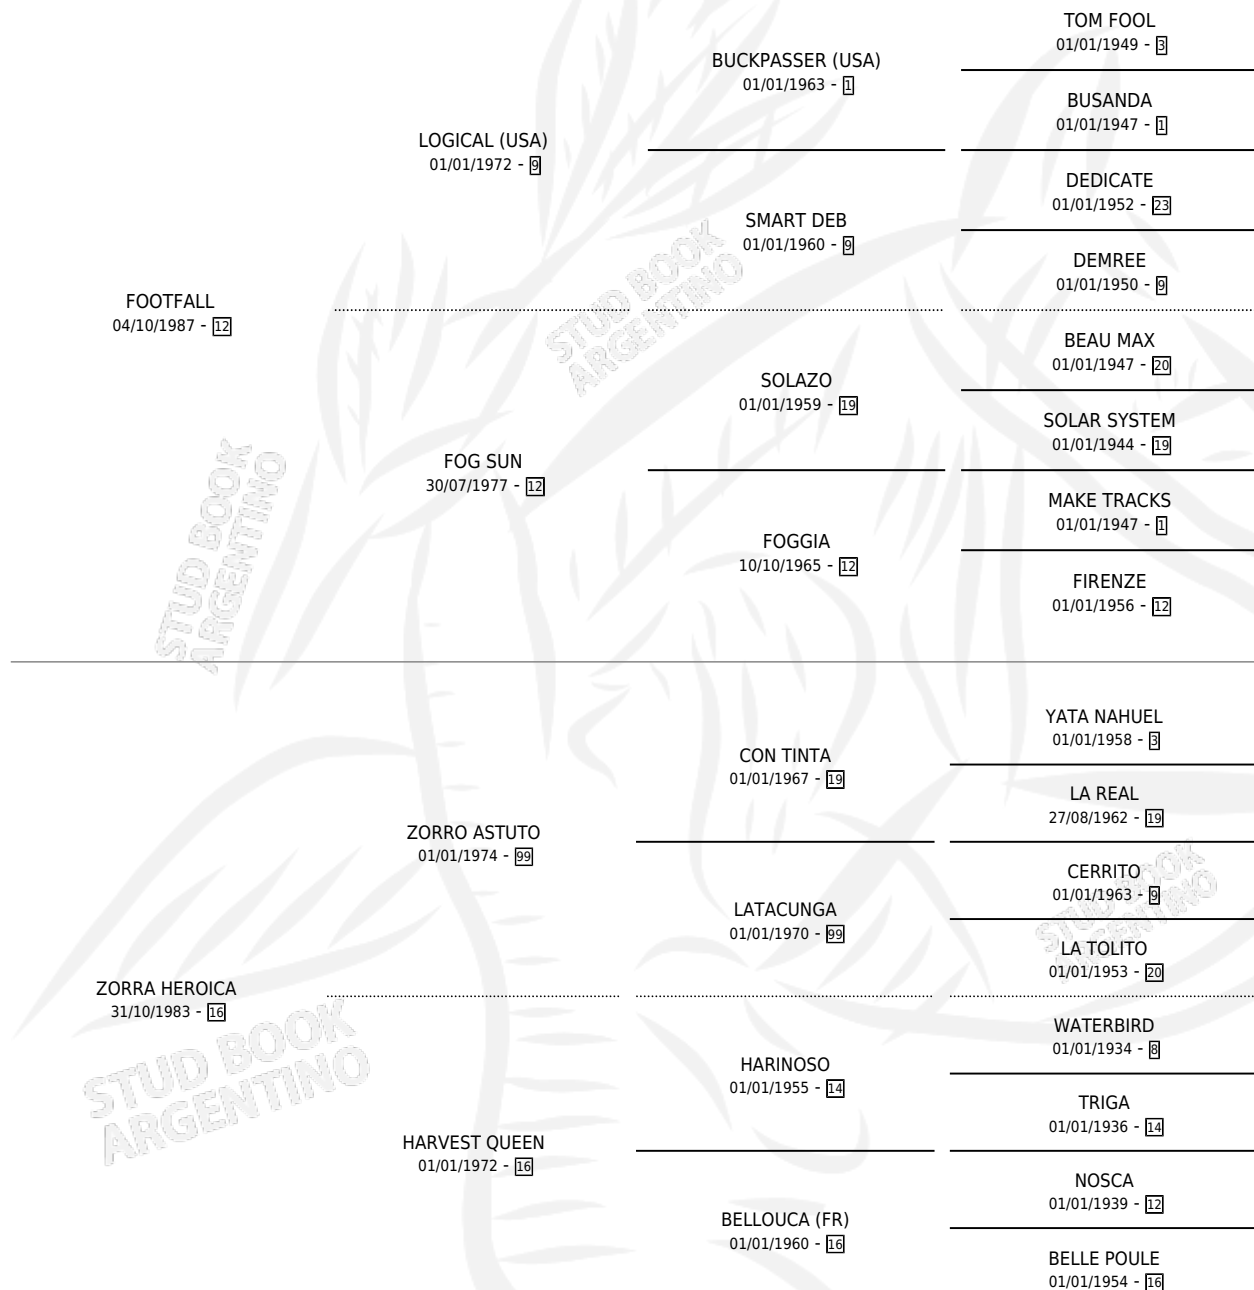 TOM FOOL
01/01/1949 - 3
BUCKPASSER (USA)
01/01/1963 - 1
BUSANDA
01/01/1947 - 1
LOGICAL (USA)
01/01/1972 - 9
DEDICATE
01/01/1952 - 23
SMART DEB
01/01/1960 - 9
DEMREE
01/01/1950 - 9
FOOTFALL
04/10/1987 - 12
BEAU MAX
01/01/1947 - 20
SOLAZO
01/01/1959 - 19
SOLAR SYSTEM
01/01/1944 - 19
FOG SUN
30/07/1977 - 12
MAKE TRACKS
01/01/1947 - 1
FOGGIA
10/10/1965 - 12
FIRENZE
01/01/1956 - 12
YATA NAHUEL
01/01/1958 - 3
CON TINTA
01/01/1967 - 19
LA REAL
27/08/1962 - 19
ZORRO ASTUTO
01/01/1974 - 99
CERRITO
01/01/1963 - 9
LATACUNGA
01/01/1970 - 99
LA TOLITO
01/01/1953 - 20
ZORRA HEROICA
31/10/1983 - 16
WATERBIRD
01/01/1934 - 8
HARINOSO
01/01/1955 - 14
TRIGA
01/01/1936 - 14
HARVEST QUEEN
01/01/1972 - 16
NOSCA
01/01/1939 - 12
BELLOUCA (FR)
01/01/1960 - 16
BELLE POULE
01/01/1954 - 16
STUD BOOK
ARGENTINO
STUD BOOK
ARGENTINO
STUD BOOK
ARGENTINO
STUD BOOK
ARGENTINO